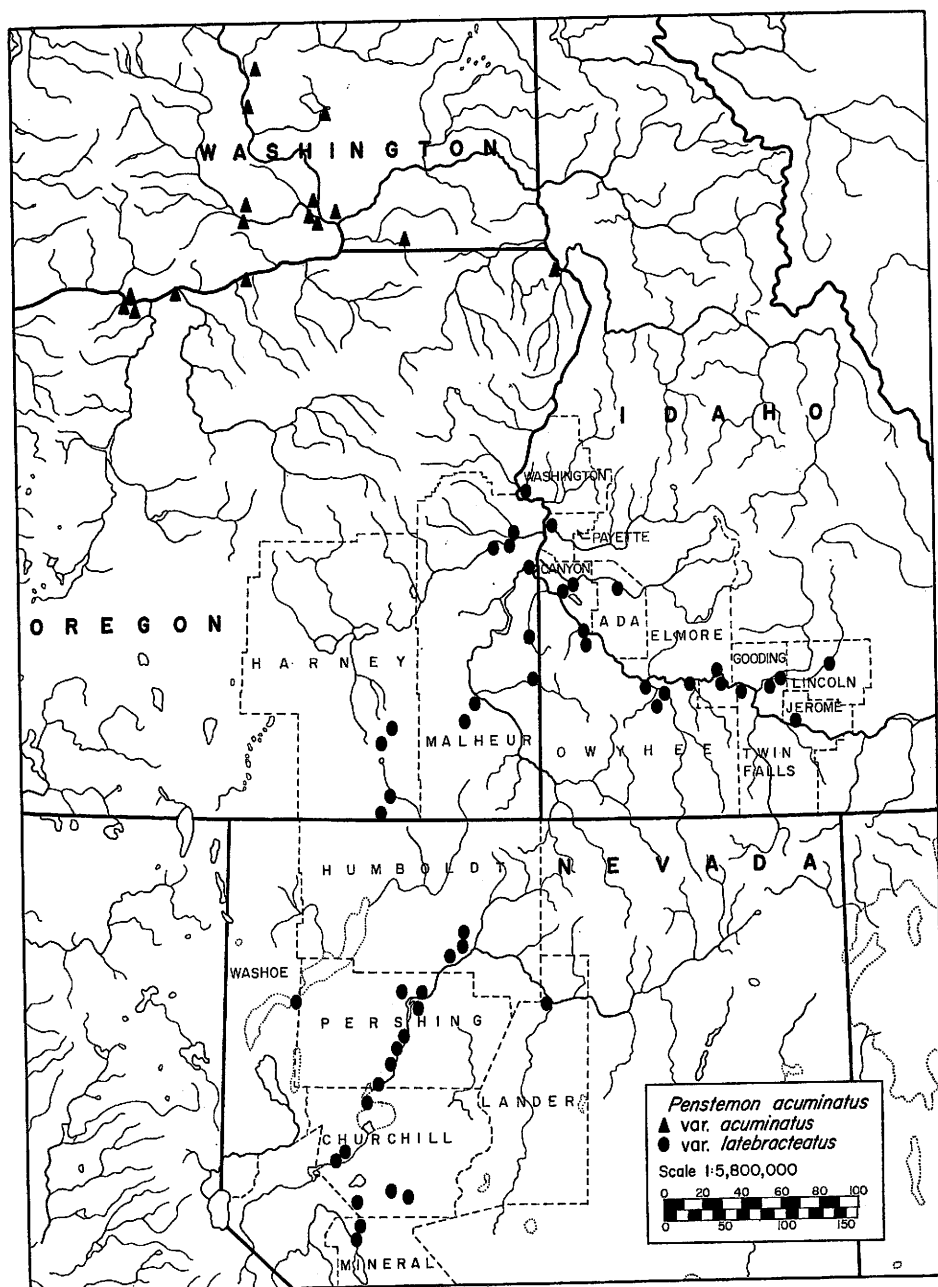 WASHINGTON
IDAHO
WASHINGTON
PAYETTE
CANYON
OREGON
ADA
ELMORE
HARNEY
GOODING
LINCOLN
JEROME
MALHEUR
OWYHEE
TWIN
FALLS
HUMBOLDT
NEVADA
WASHOE
PERSHING
LANDER
CHURCHILL
MINERAL
Penstemon acuminatus
▲ var. acuminatus
● var. latebracteatus
Scale 1:5,800,000
0 20 40 60 80 100
0 50 100 150